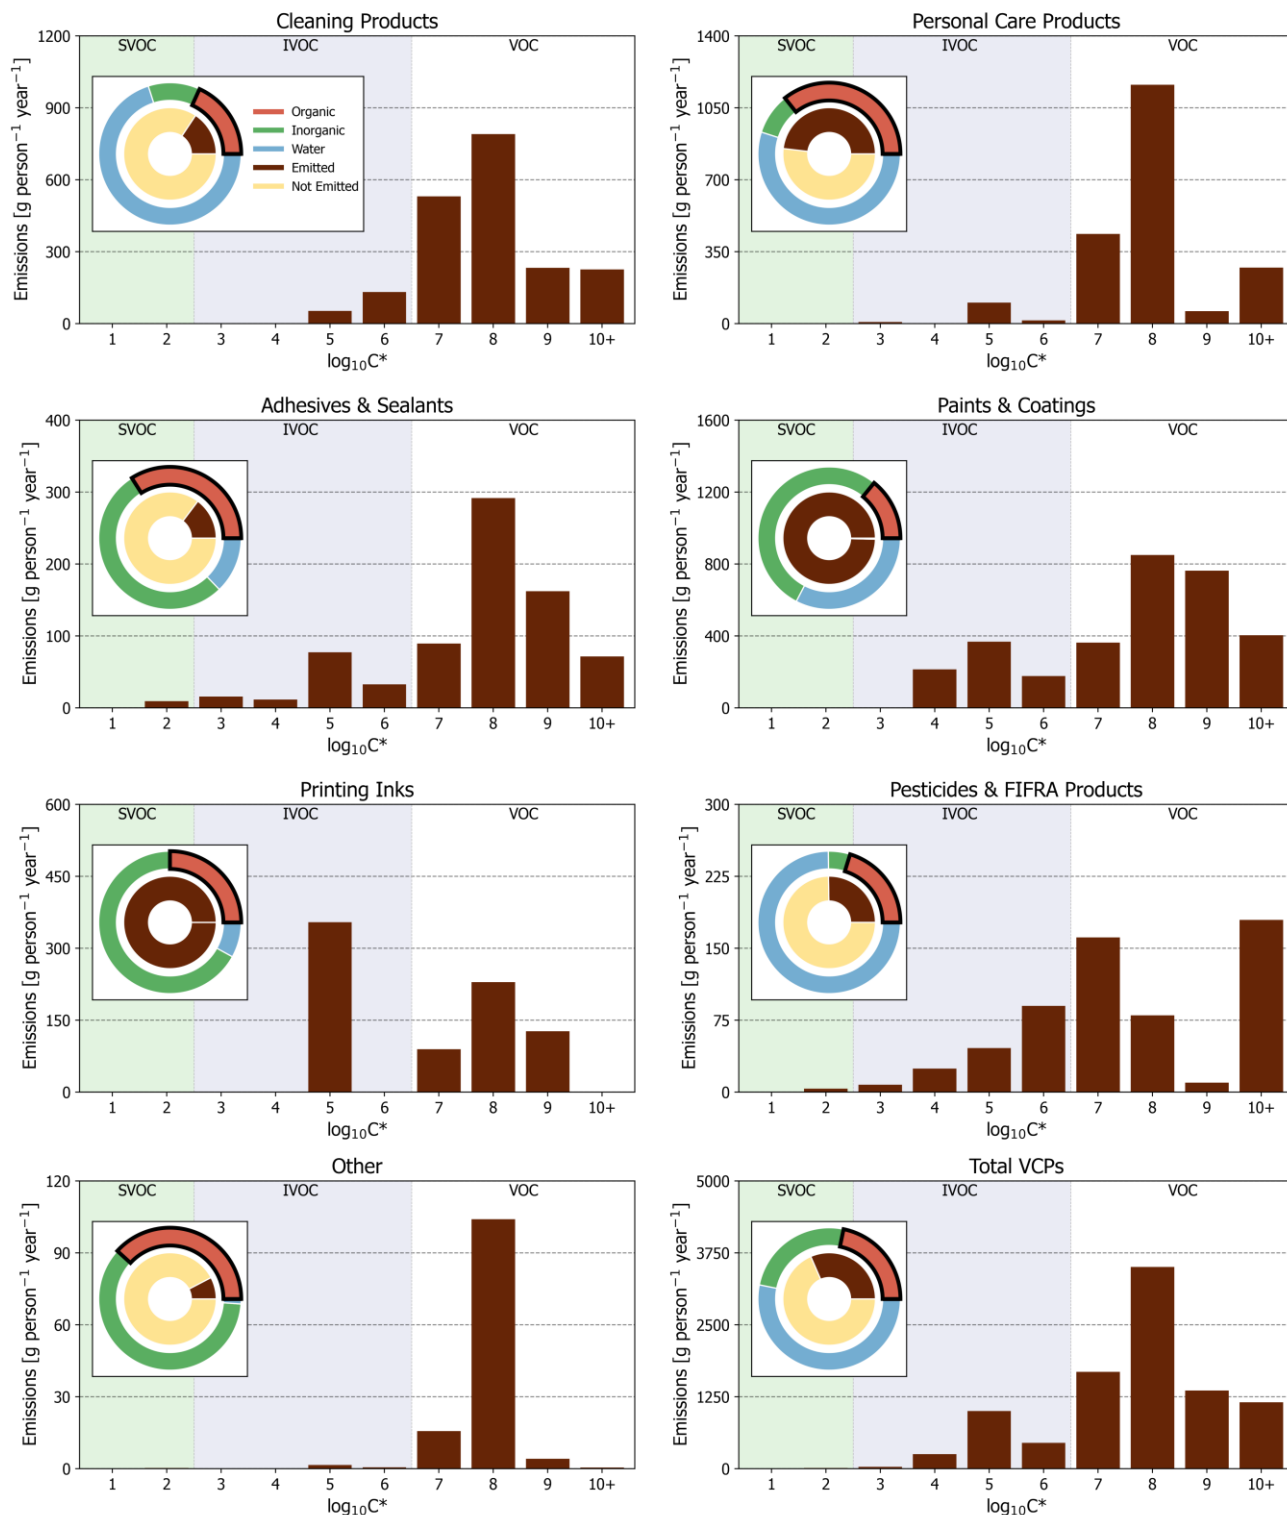 Cleaning Products
SVOC IVOC VOC
Emissions [g person⁻¹ year⁻¹]
1200
900
600
300
0
Organic
Inorganic
Water
Emitted
Not Emitted
1 2 3 4 5 6 7 8 9 10+
log₁₀C*
Personal Care Products
SVOC IVOC VOC
Emissions [g person⁻¹ year⁻¹]
1400
1050
700
350
0
1 2 3 4 5 6 7 8 9 10+
log₁₀C*
Adhesives & Sealants
SVOC IVOC VOC
Emissions [g person⁻¹ year⁻¹]
400
300
200
100
0
1 2 3 4 5 6 7 8 9 10+
log₁₀C*
Paints & Coatings
SVOC IVOC VOC
Emissions [g person⁻¹ year⁻¹]
1600
1200
800
400
0
1 2 3 4 5 6 7 8 9 10+
log₁₀C*
Printing Inks
SVOC IVOC VOC
Emissions [g person⁻¹ year⁻¹]
600
450
300
150
0
1 2 3 4 5 6 7 8 9 10+
log₁₀C*
Pesticides & FIFRA Products
SVOC IVOC VOC
Emissions [g person⁻¹ year⁻¹]
300
225
150
75
0
1 2 3 4 5 6 7 8 9 10+
log₁₀C*
Other
SVOC IVOC VOC
Emissions [g person⁻¹ year⁻¹]
120
90
60
30
0
1 2 3 4 5 6 7 8 9 10+
log₁₀C*
Total VCPs
SVOC IVOC VOC
Emissions [g person⁻¹ year⁻¹]
5000
3750
2500
1250
0
1 2 3 4 5 6 7 8 9 10+
log₁₀C*